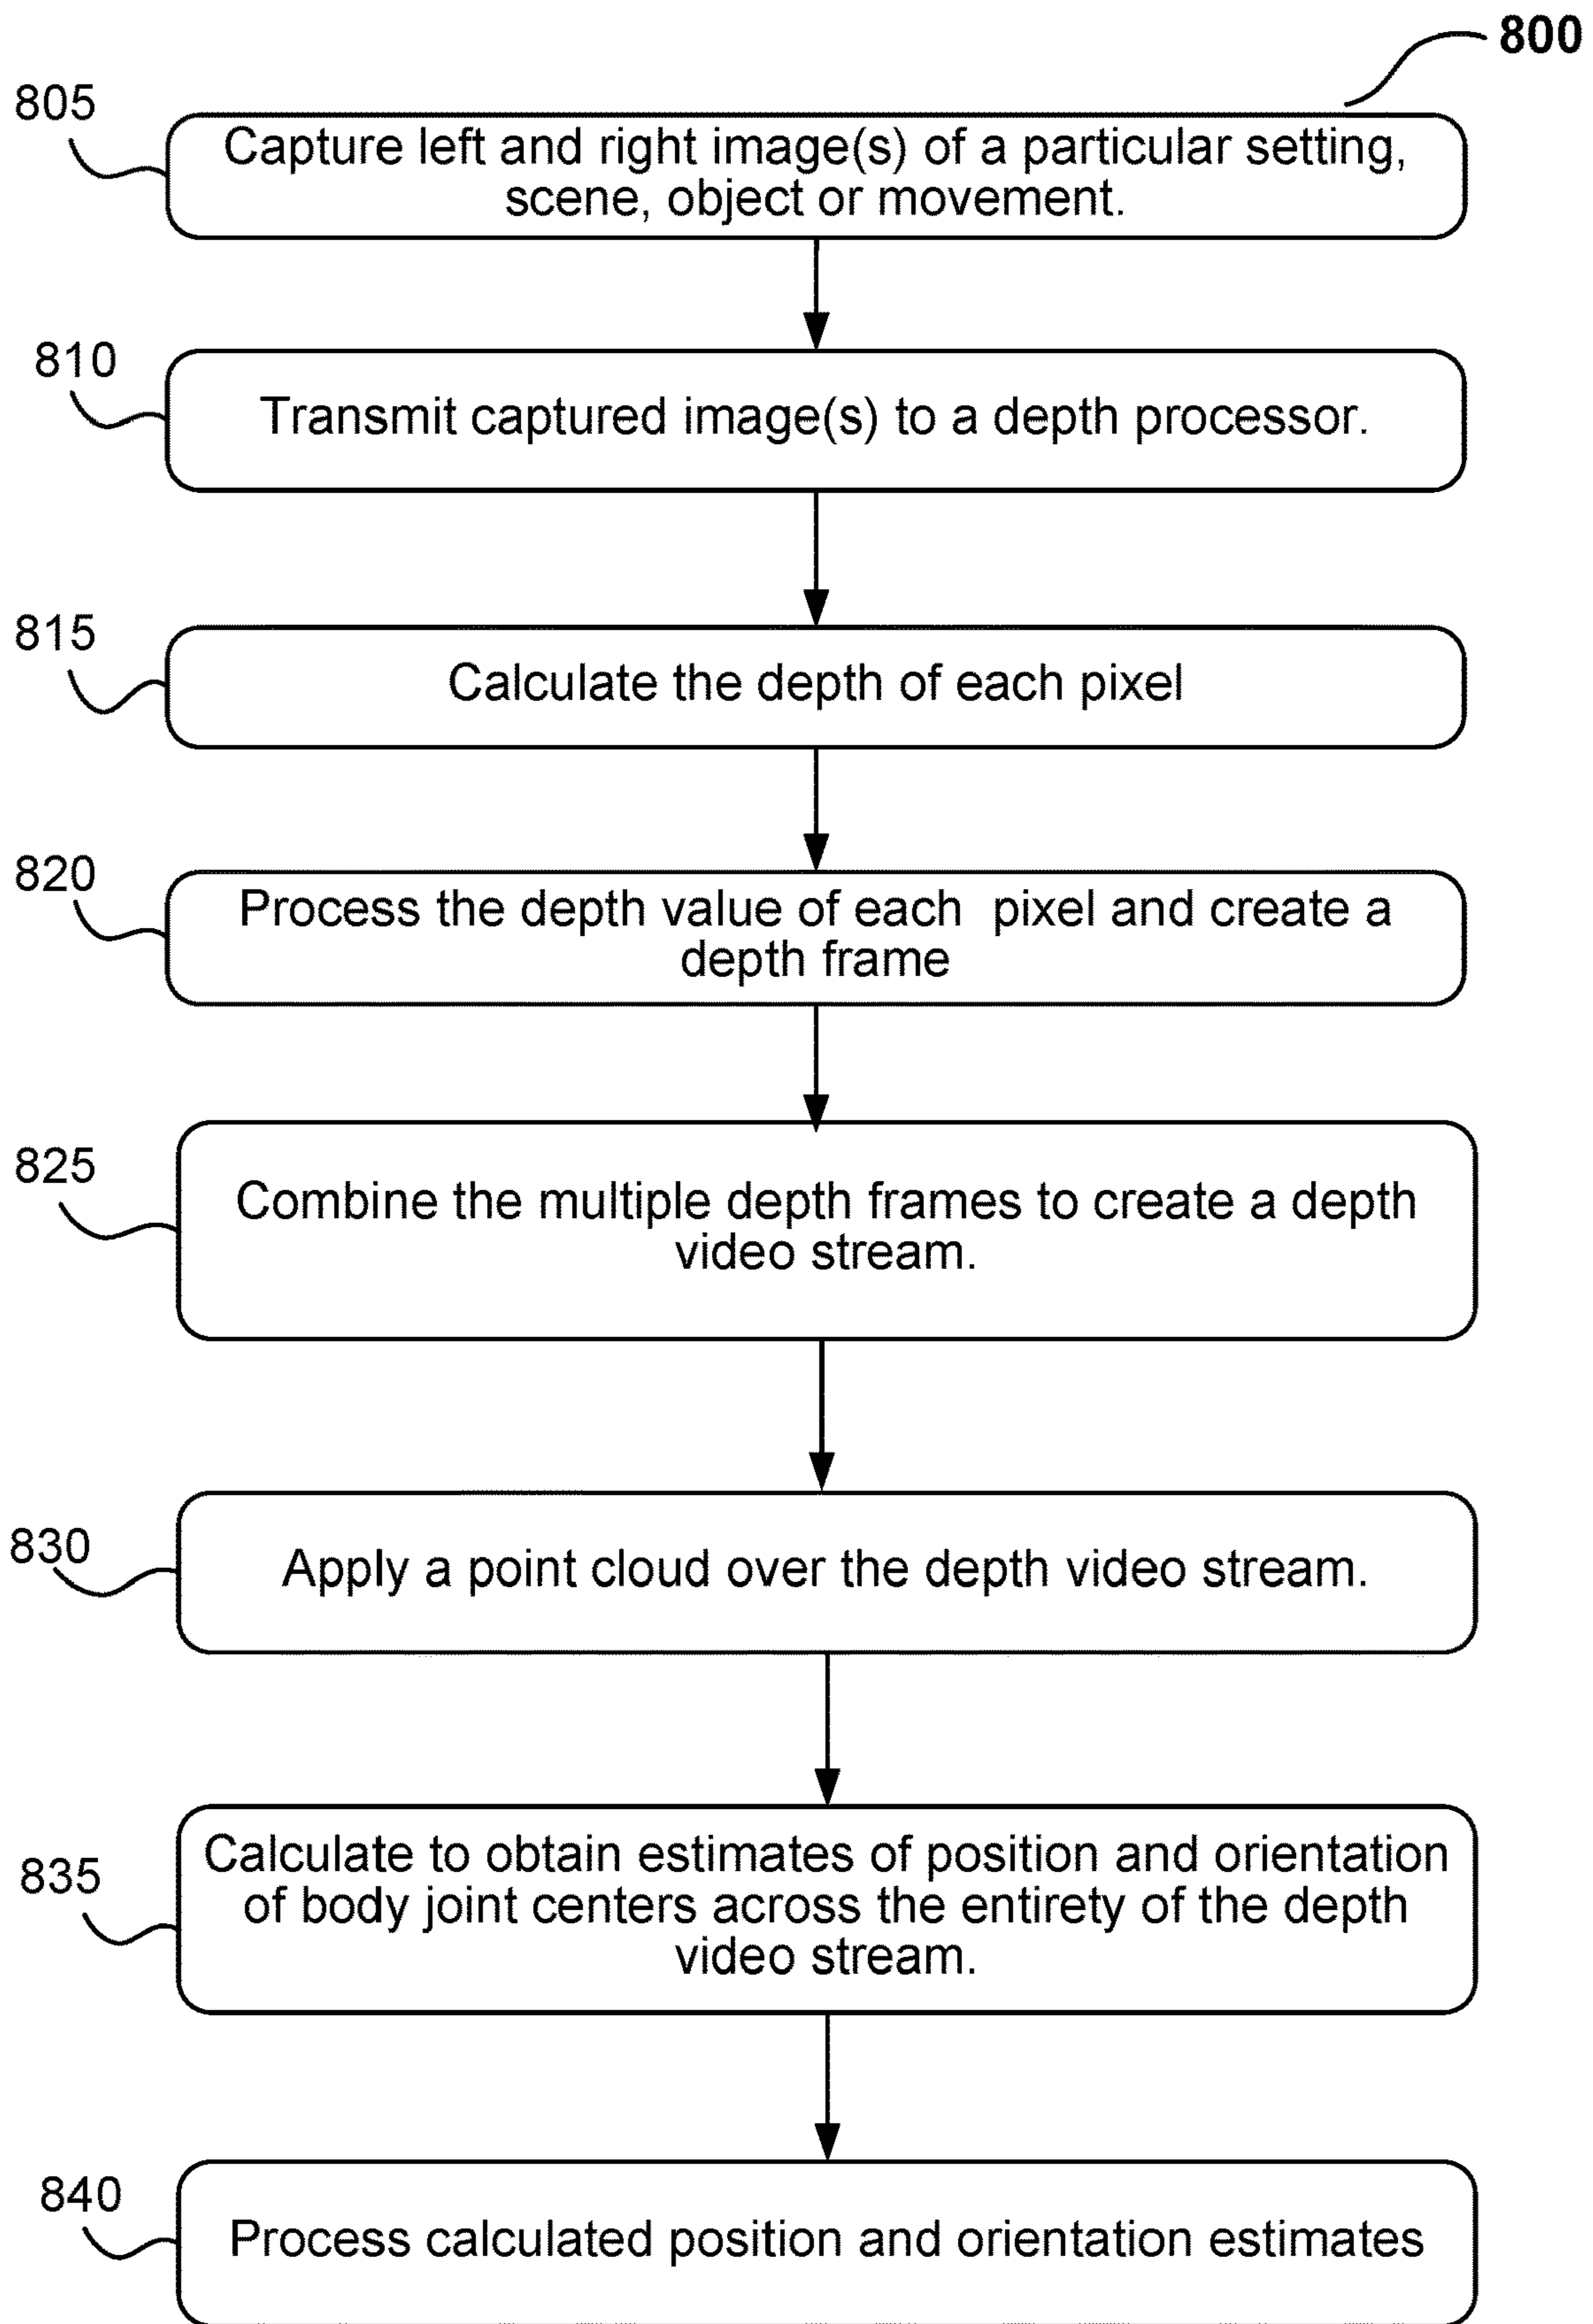 800
805
Capture left and right image(s) of a particular setting,
scene, object or movement.
810
Transmit captured image(s) to a depth processor.
815
Calculate the depth of each pixel
820
Process the depth value of each pixel and create a
depth frame
825
Combine the multiple depth frames to create a depth
video stream.
830
Apply a point cloud over the depth video stream.
835
Calculate to obtain estimates of position and orientation
of body joint centers across the entirety of the depth
video stream.
840
Process calculated position and orientation estimates